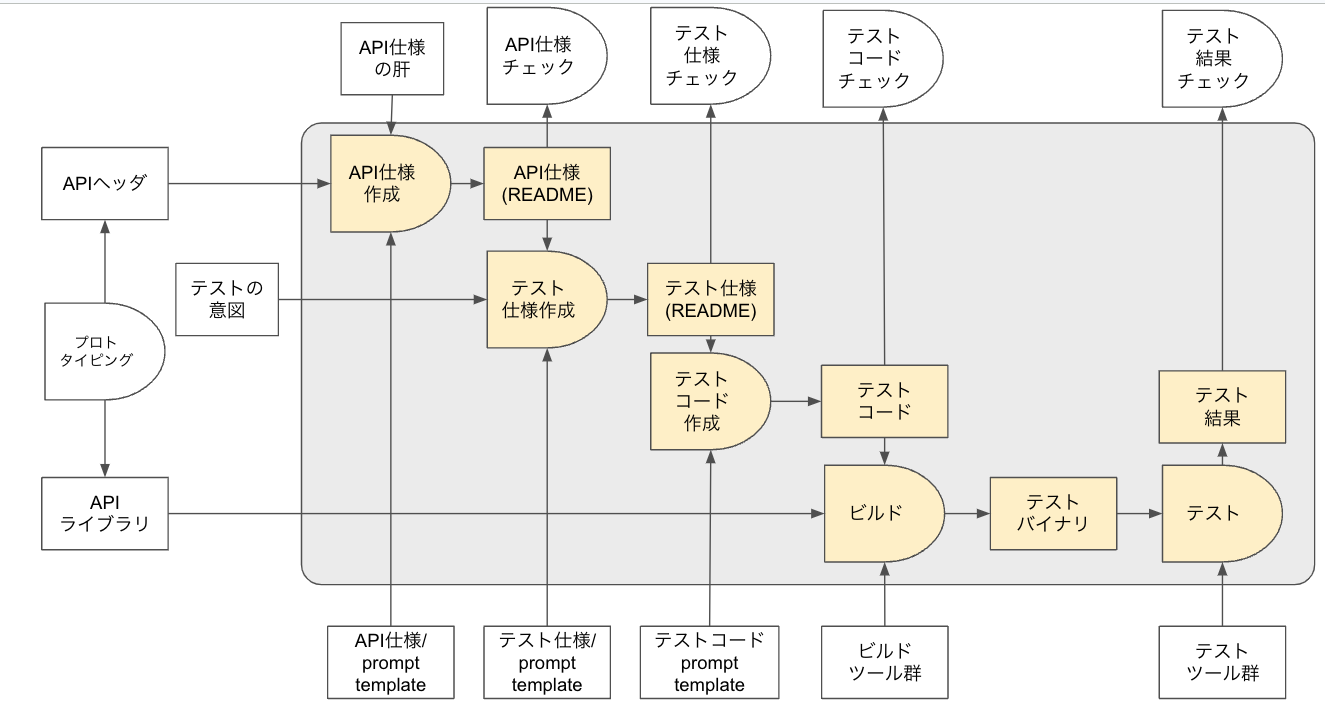 API仕様
の肝
API仕様
チェック
テスト
仕様
チェック
テスト
コード
チェック
テスト
結果
チェック
APIヘッダ
API仕様
作成
API仕様
(README)
テストの
意図
テスト
仕様作成
テスト仕様
(README)
プロト
タイピング
テスト
コード
作成
テスト
コード
テスト
結果
API
ライブラリ
ビルド
テスト
バイナリ
テスト
API仕様/
prompt
template
テスト仕様/
prompt
template
テストコード
prompt
template
ビルド
ツール群
テスト
ツール群